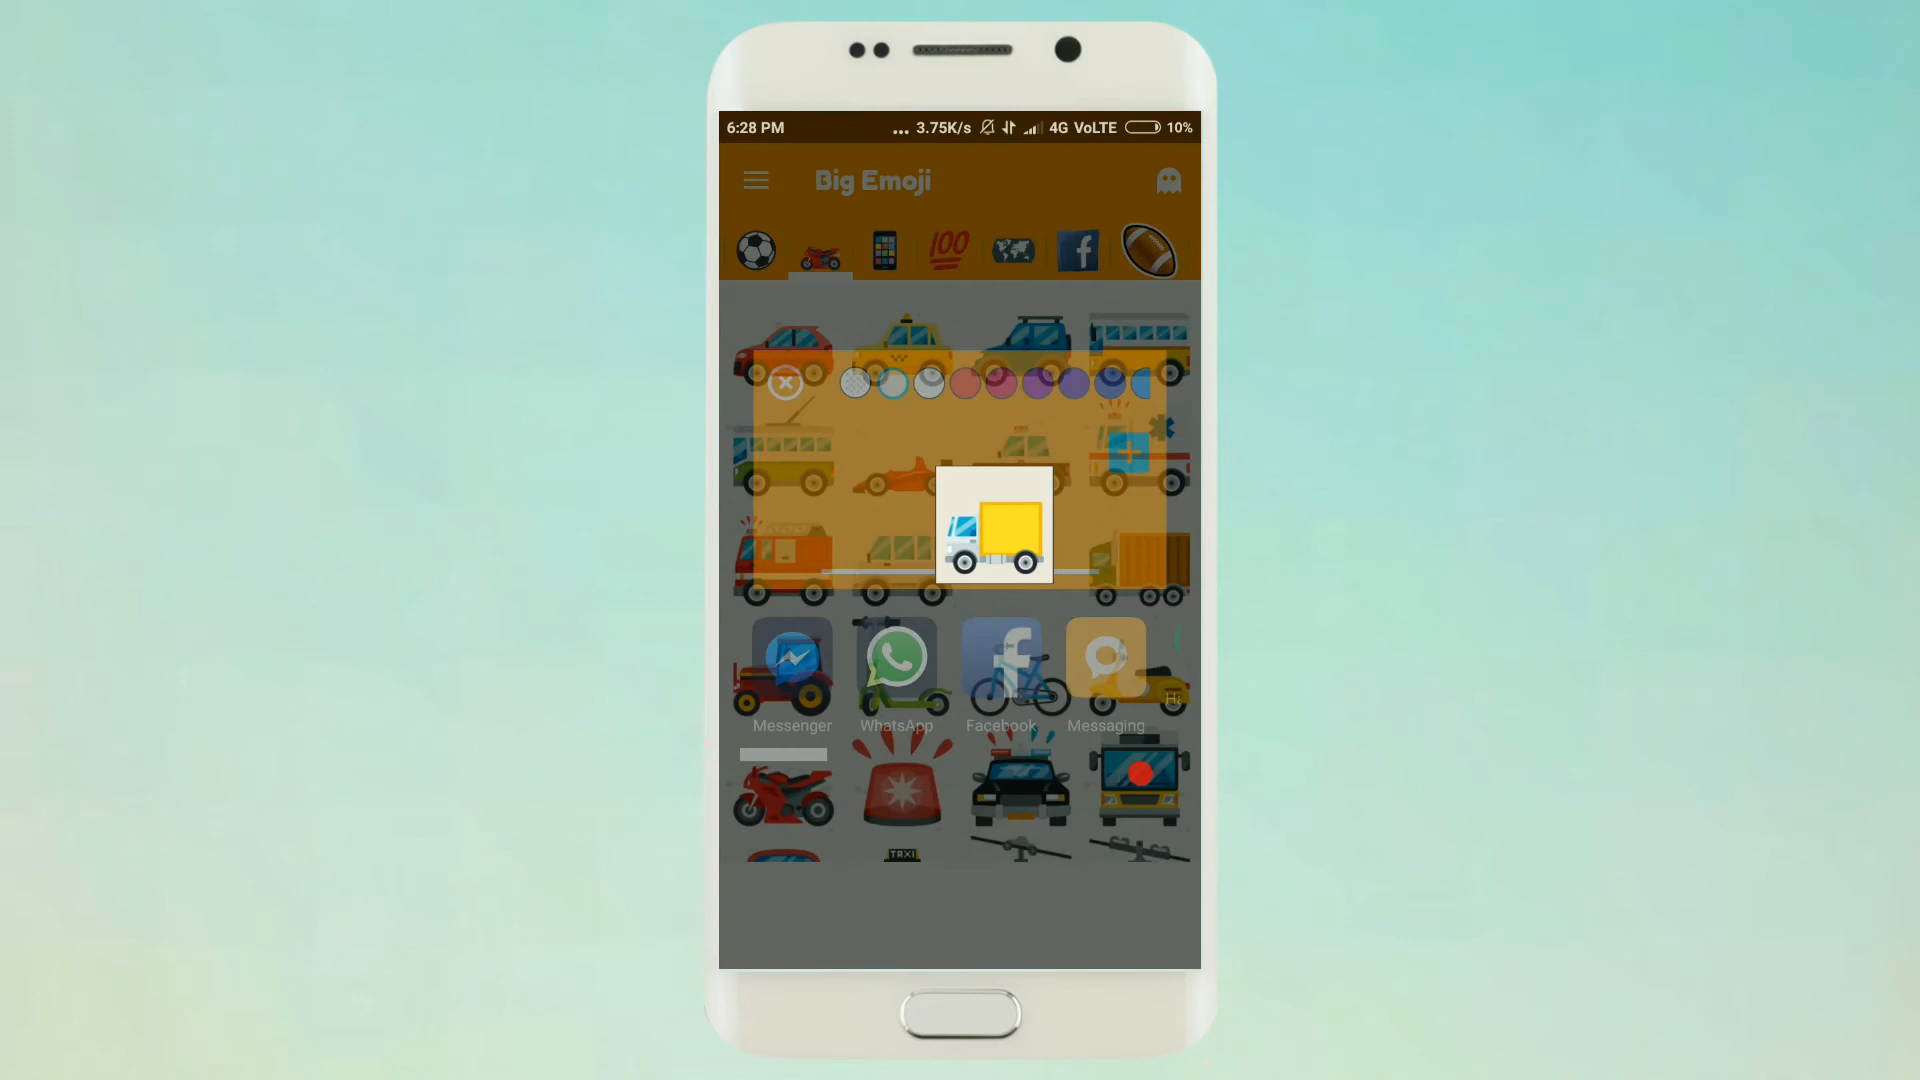 6:28 PM
... 3.75K/s 4G VoLTE 10%
Big Emoji
100
f
Messenger
WhatsApp
Facebook
Messaging
TAXI